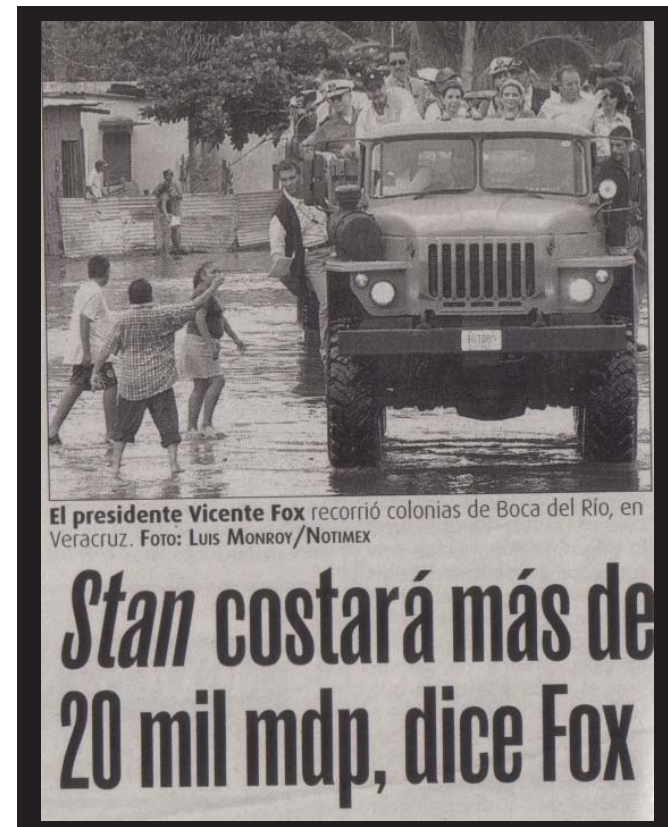 El presidente Vicente Fox recorrió colonias de Boca del Río, en
Veracruz. FOTO: LUIS MONROY/NOTIMEX
Stan costará más de
20 mil mdp, dice Fox